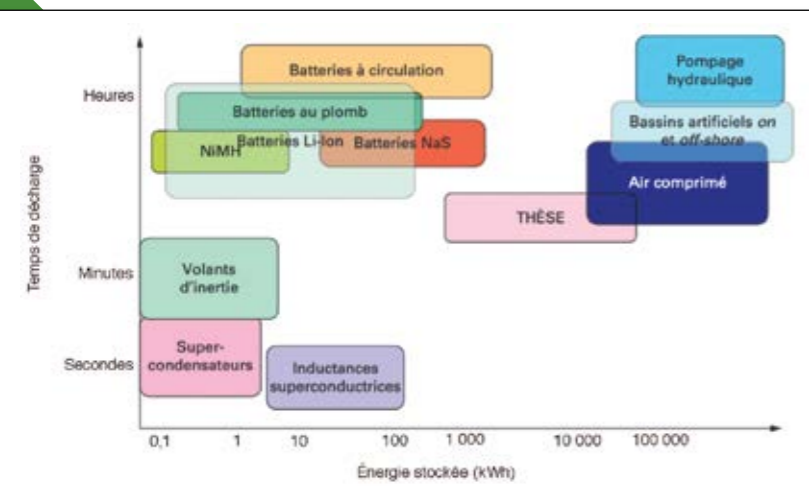 Temps de décharge
Heures
Minutes
Secondes
Batteries à circulation
Batteries au plomb
Batteries Li-Ion
Batteries NaS
NiMH
Pompage
hydraulique
Bassins artificiels on
et off-shore
Air comprimé
THÈSE
Volants
d'inertie
Super-
condensateurs
Inductances
superconductrices
0,1 1 10 100 1 000 10 000 100 000
Énergie stockée (kWh)